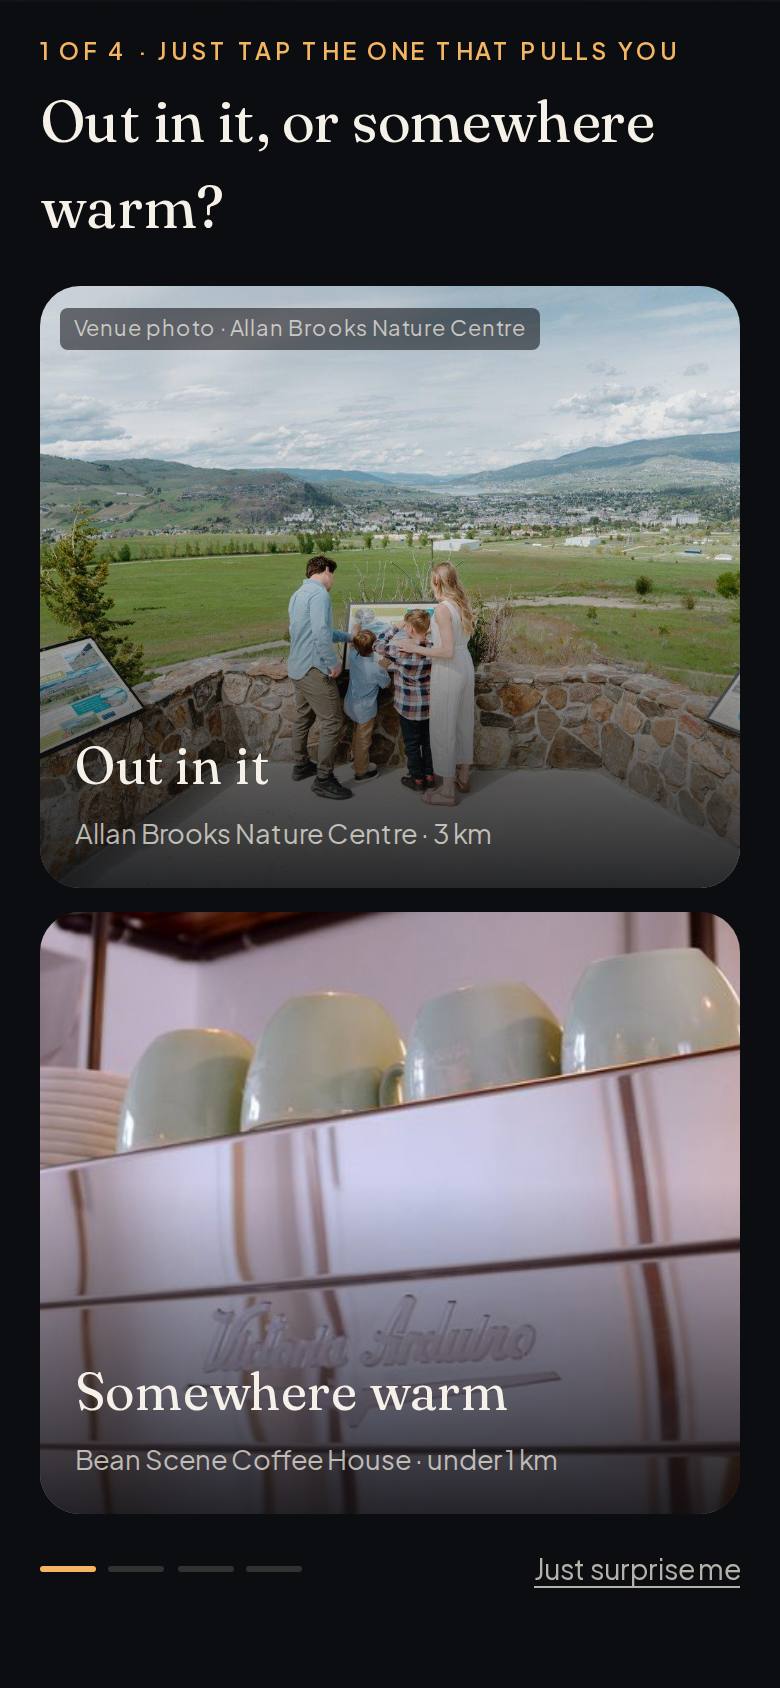 1 OF 4 · JUST TAP THE ONE THAT PULLS YOU
Out in it, or somewhere
warm?
Venue photo · Allan Brooks Nature Centre
Out in it
Allan Brooks Nature Centre · 3 km
Victoria Arduino
Somewhere warm
Bean Scene Coffee House · under 1 km
Just surprise me